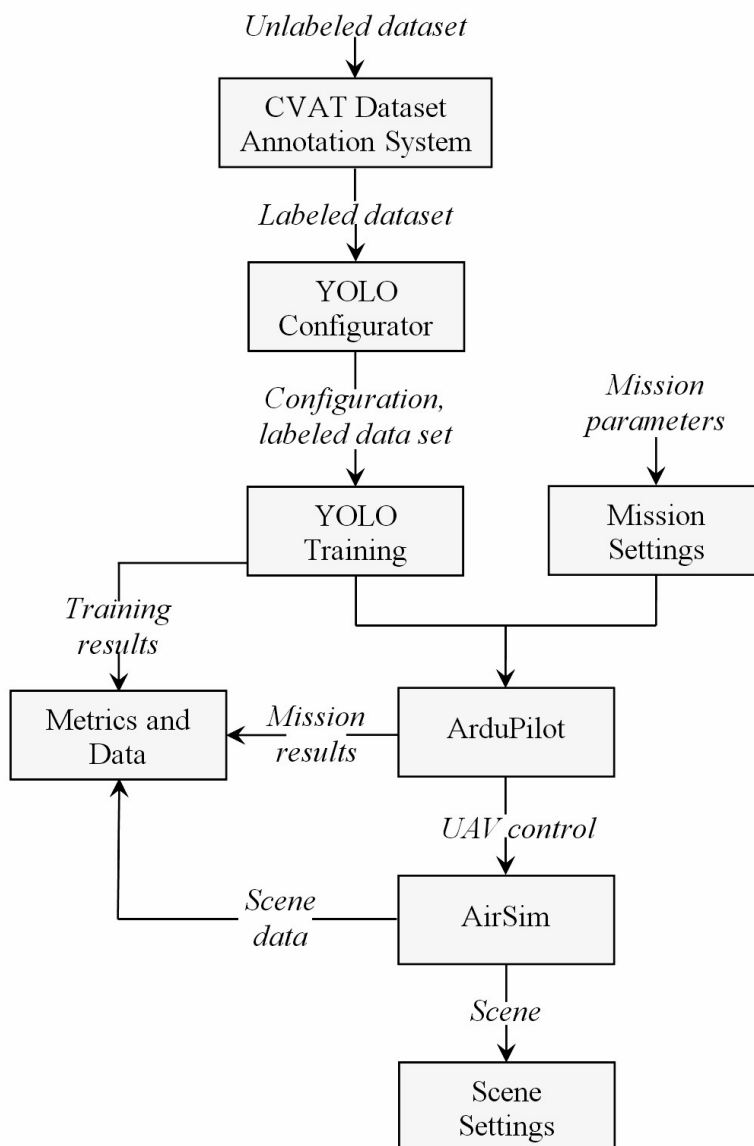 Unlabeled dataset
CVAT Dataset
Annotation System
Labeled dataset
YOLO
Configurator
Configuration,
labeled data set
Mission
parameters
YOLO
Training
Mission
Settings
Training
results
Metrics and
Data
Mission
results
ArduPilot
UAV control
Scene
data
AirSim
Scene
Scene
Settings